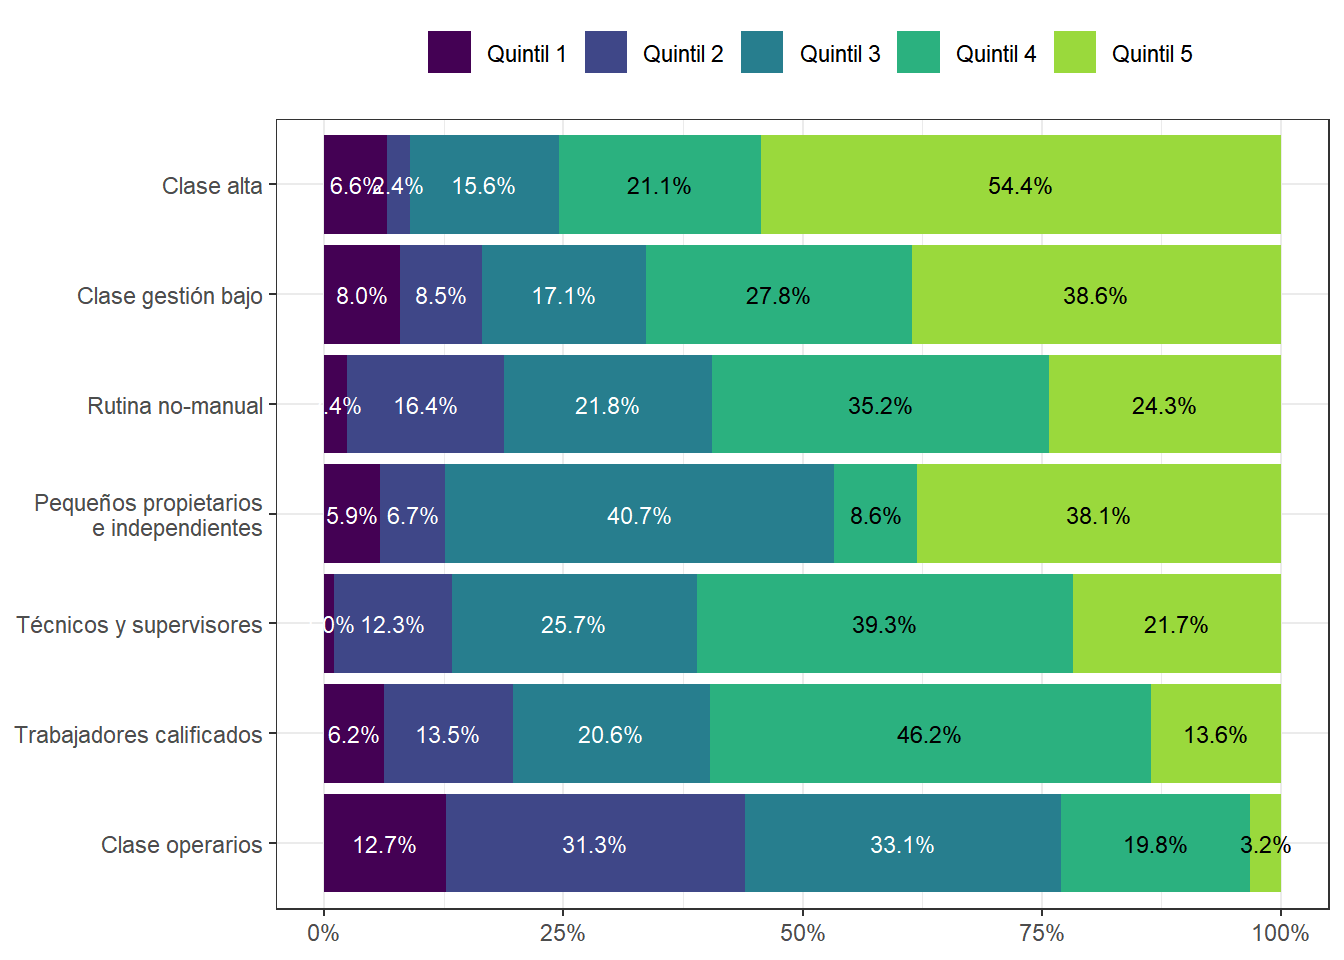 Quintil 1 Quintil 2 Quintil 3 Quintil 4 Quintil 5
Clase alta 6.6% 2.4% 15.6% 21.1% 54.4%
Clase gestión bajo 8.0% 8.5% 17.1% 27.8% 38.6%
Rutina no-manual .4% 16.4% 21.8% 35.2% 24.3%
Pequeños propietarios
e independientes 5.9% 6.7% 40.7% 8.6% 38.1%
Técnicos y supervisores 0% 12.3% 25.7% 39.3% 21.7%
Trabajadores calificados 6.2% 13.5% 20.6% 46.2% 13.6%
Clase operarios 12.7% 31.3% 33.1% 19.8% 3.2%
0% 25% 50% 75% 100%